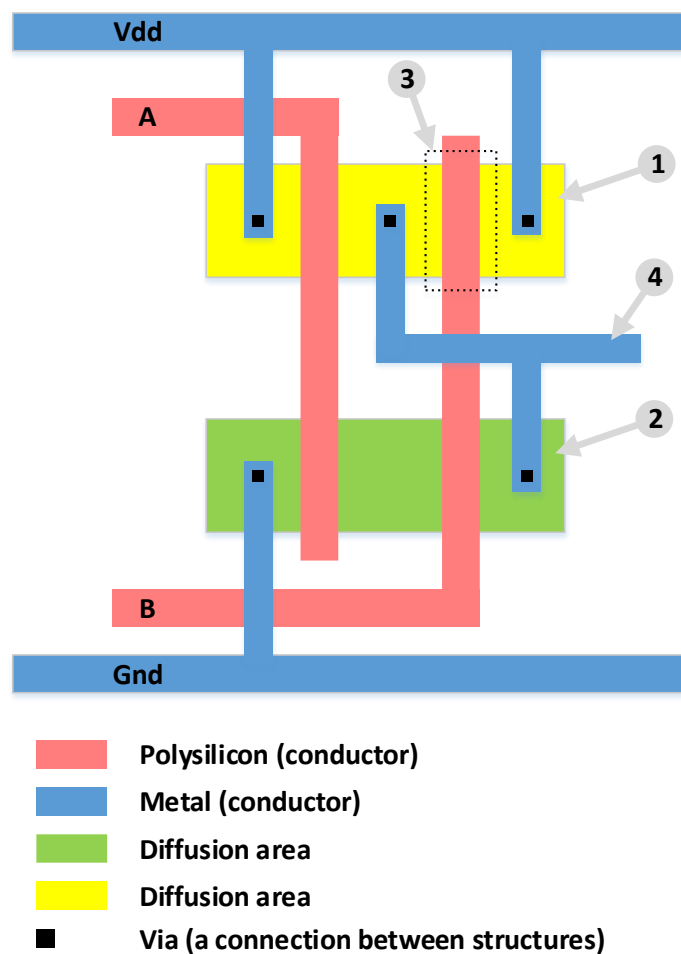 Vdd
3
A
1
4
2
B
Gnd
Polysilicon (conductor)
Metal (conductor)
Diffusion area
Diffusion area
Via (a connection between structures)